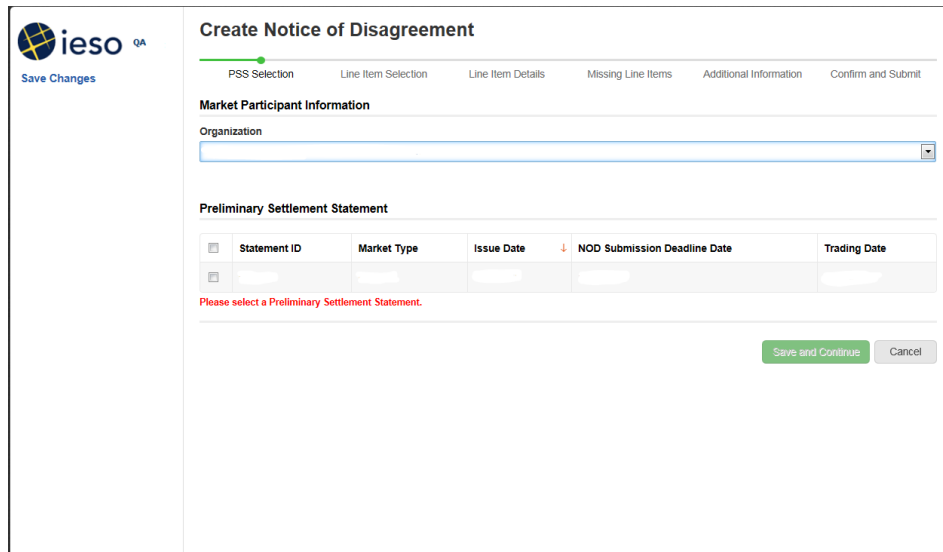 ieso QA
Save Changes
Create Notice of Disagreement
PSS Selection Line Item Selection Line Item Details Missing Line Items Additional Information Confirm and Submit
Market Participant Information
Organization
Preliminary Settlement Statement
Statement ID Market Type Issue Date ↓ NOD Submission Deadline Date Trading Date
Please select a Preliminary Settlement Statement.
Save and Continue Cancel